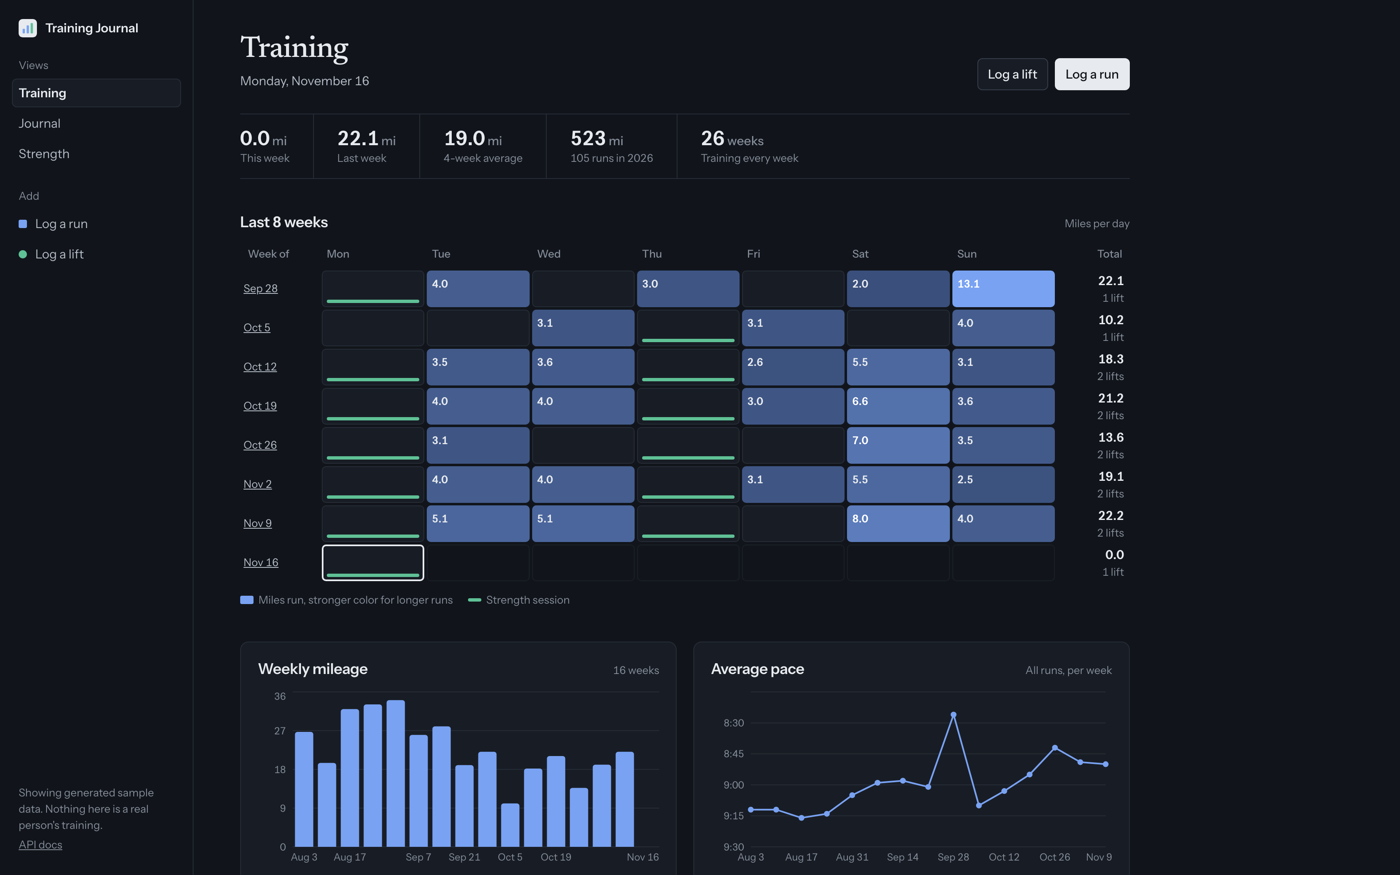 Training Journal
Views
Training
Journal
Strength
Add
Log a run
Log a lift
Showing generated sample
data. Nothing here is a real
person's training.
API docs
Training
Monday, November 16
Log a lift
Log a run
0.0 mi
This week
22.1 mi
Last week
19.0 mi
4-week average
523 mi
105 runs in 2026
26 weeks
Training every week
Last 8 weeks
Miles per day
Week of Mon Tue Wed Thu Fri Sat Sun Total
Sep 28 4.0 3.0 2.0 13.1 22.1
1 lift
Oct 5 3.1 3.1 4.0 10.2
1 lift
Oct 12 3.5 3.6 2.6 5.5 3.1 18.3
2 lifts
Oct 19 4.0 4.0 3.0 6.6 3.6 21.2
2 lifts
Oct 26 3.1 7.0 3.5 13.6
2 lifts
Nov 2 4.0 4.0 3.1 5.5 2.5 19.1
2 lifts
Nov 9 5.1 5.1 8.0 4.0 22.2
2 lifts
Nov 16 0.0
1 lift
Miles run, stronger color for longer runs
Strength session
Weekly mileage
16 weeks
36
27
18
9
0
Aug 3 Aug 17 Sep 7 Sep 21 Oct 5 Oct 19 Nov 16
Average pace
All runs, per week
8:30
8:45
9:00
9:15
9:30
Aug 3 Aug 17 Aug 31 Sep 14 Sep 28 Oct 12 Oct 26 Nov 9